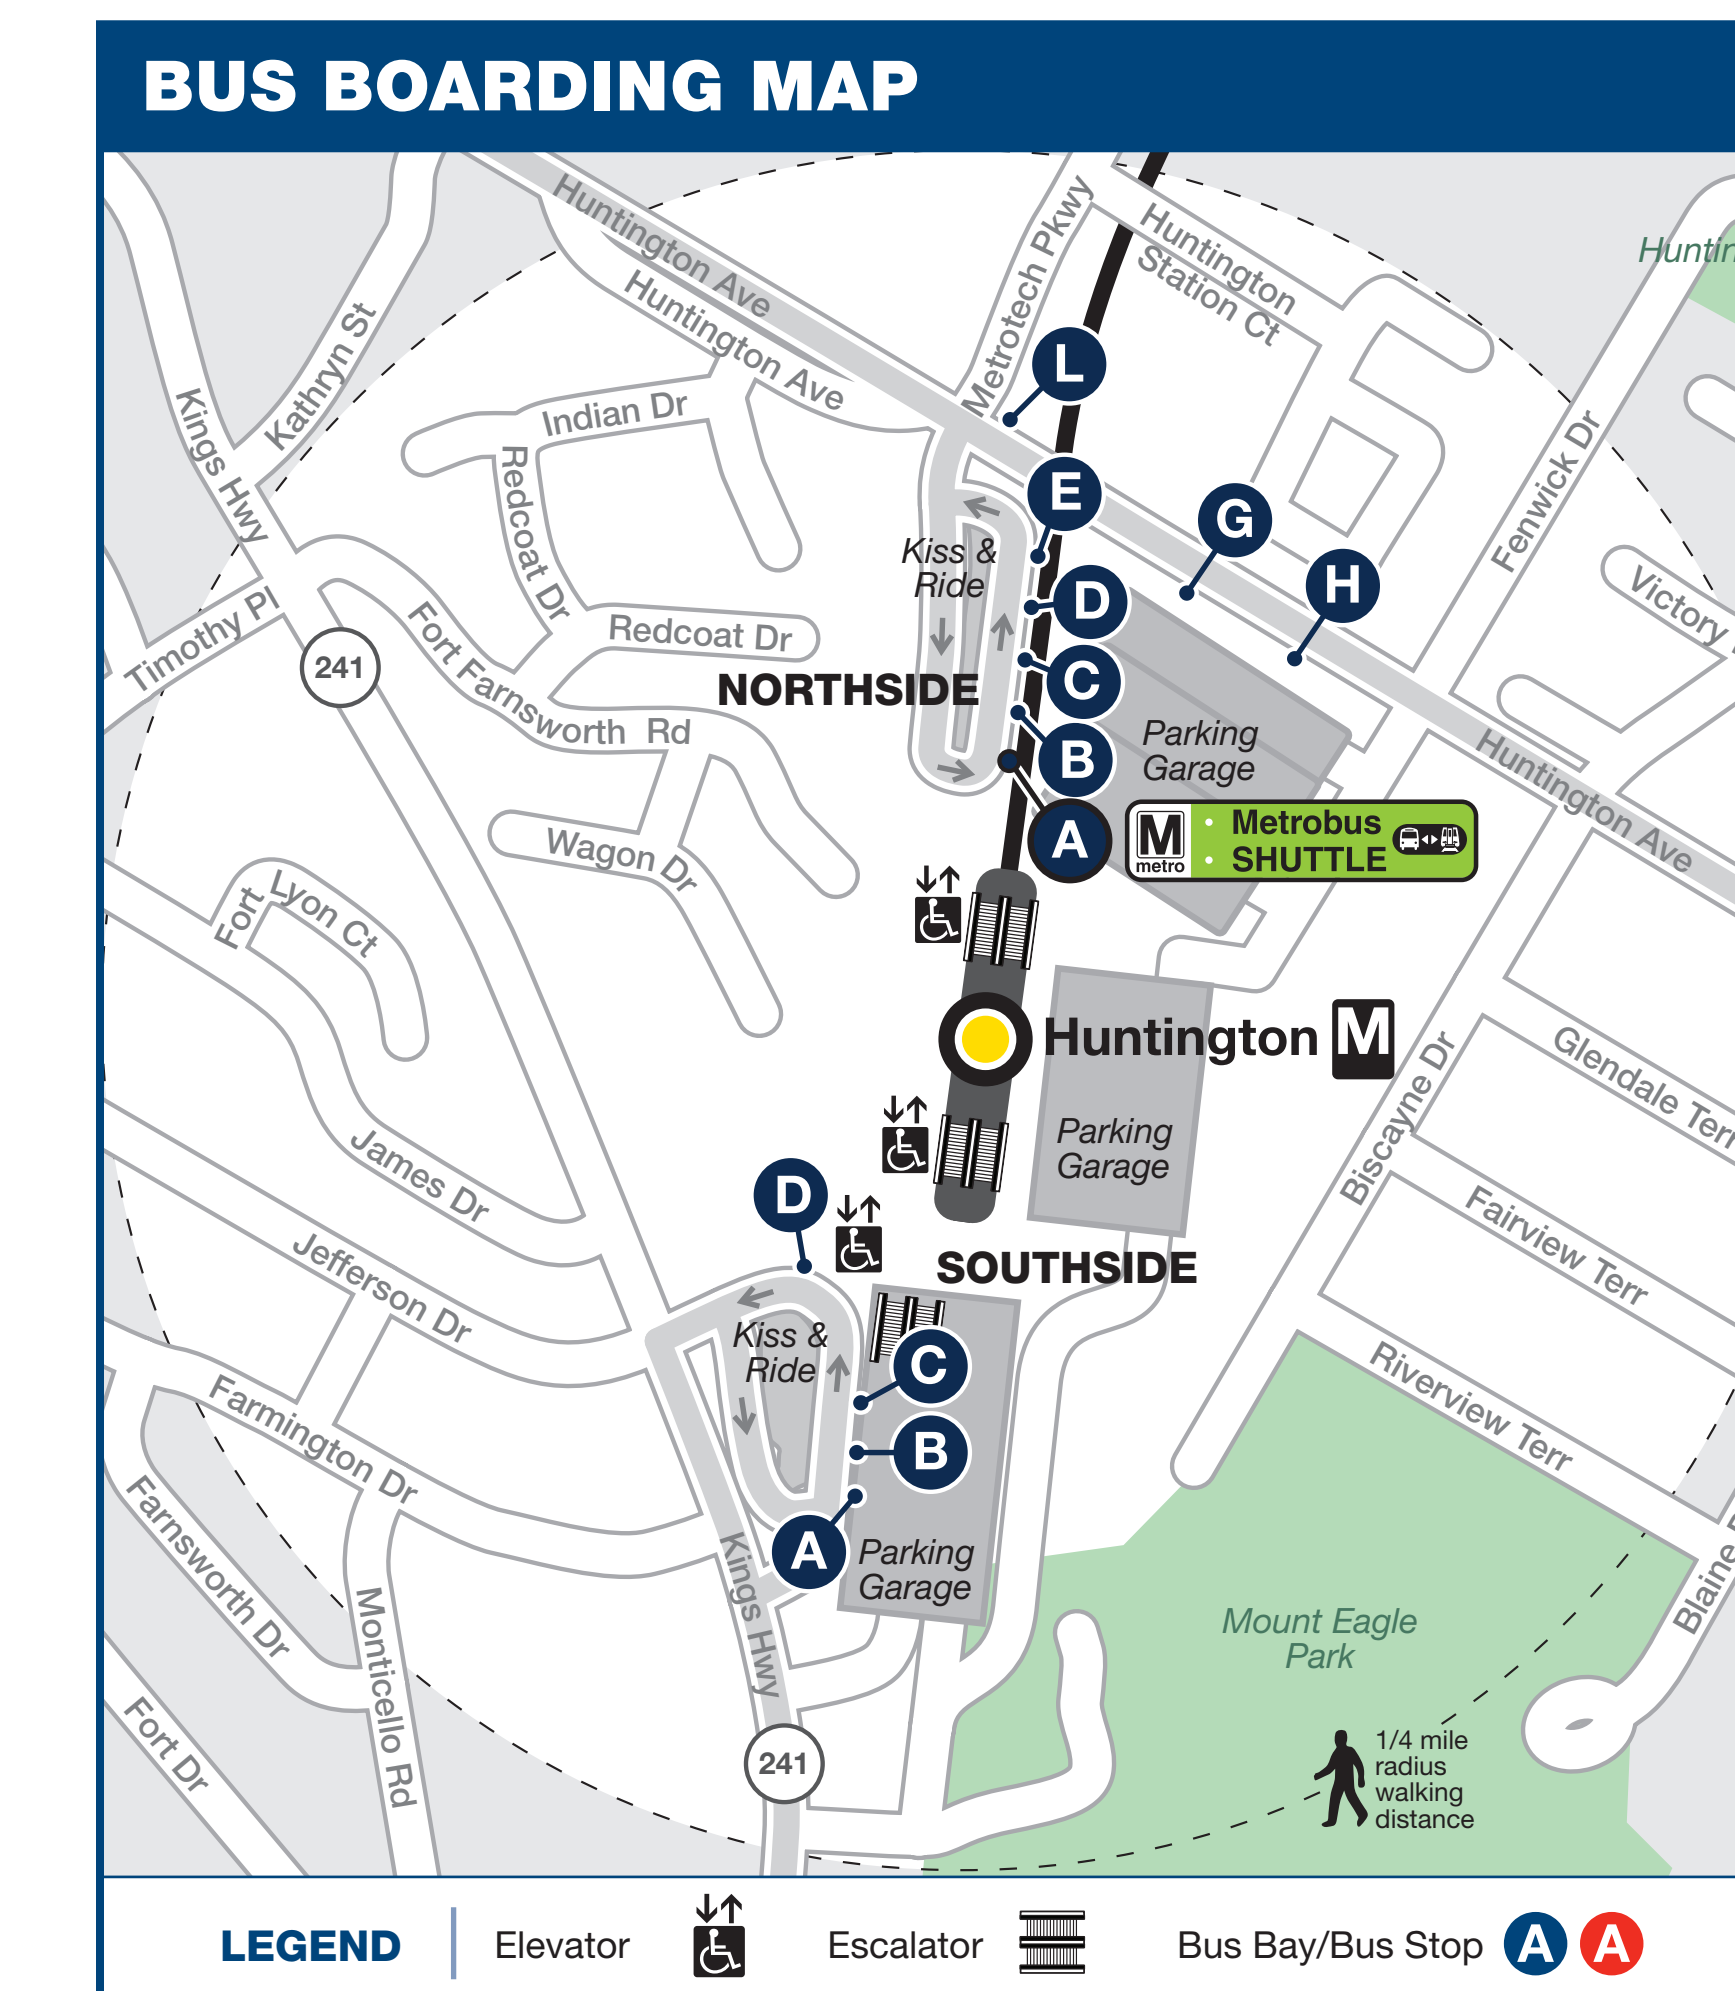 BUS BOARDING MAP
Huntington Ave
Huntington Ave
Metrotech Pkwy
Huntington
Station Ct
Kathryn St
Kings Hwy
Indian Dr
Redcoat Dr
Redcoat Dr
Timothy Pl
241
Fort Farnsworth Rd
L
E
G
H
Kiss &
Ride
D
C
B
A
NORTHSIDE
Fenwick Dr
Victory
Parking
Garage
Huntington Ave
M
metro
• Metrobus
• SHUTTLE
Wagon Dr
Fort
Lyon Ct
Huntington
M
James Dr
Parking
Garage
Biscayne Dr
Glendale Terr
Fairview Terr
Riverview Terr
Jefferson Dr
D
SOUTHSIDE
Kiss &
Ride
C
B
A
Parking
Garage
Farmington Dr
Farnsworth Dr
Monticello Rd
Fort Dr
Kings Hwy
241
Mount Eagle
Park
Blaine
1/4 mile
radius
walking
distance
LEGEND
Elevator
Escalator
Bus Bay/Bus Stop
A
A